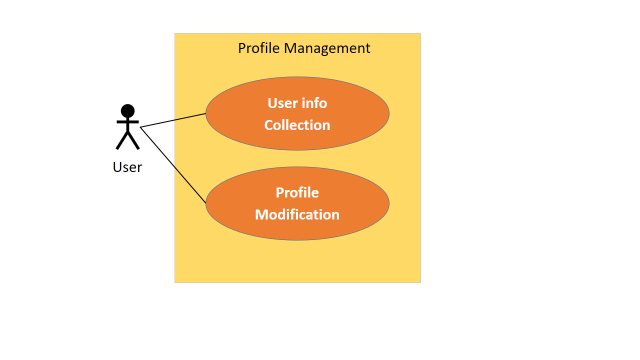 Profile Management
User info
Collection
User
Profile
Modification